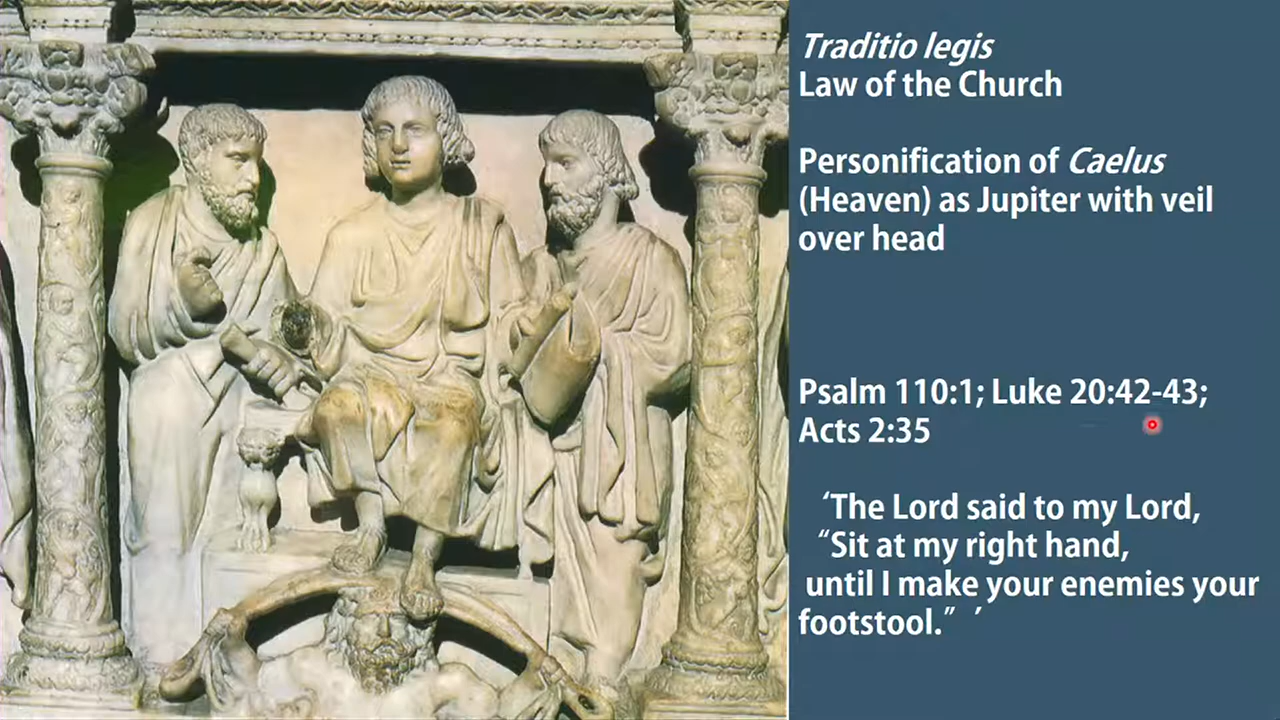 Traditio legis
Law of the Church
Personification of Caelus
(Heaven) as Jupiter with veil
over head
Psalm 110:1; Luke 20:42-43;
Acts 2:35
‘The Lord said to my Lord,
“Sit at my right hand,
until I make your enemies your
footstool.” ’